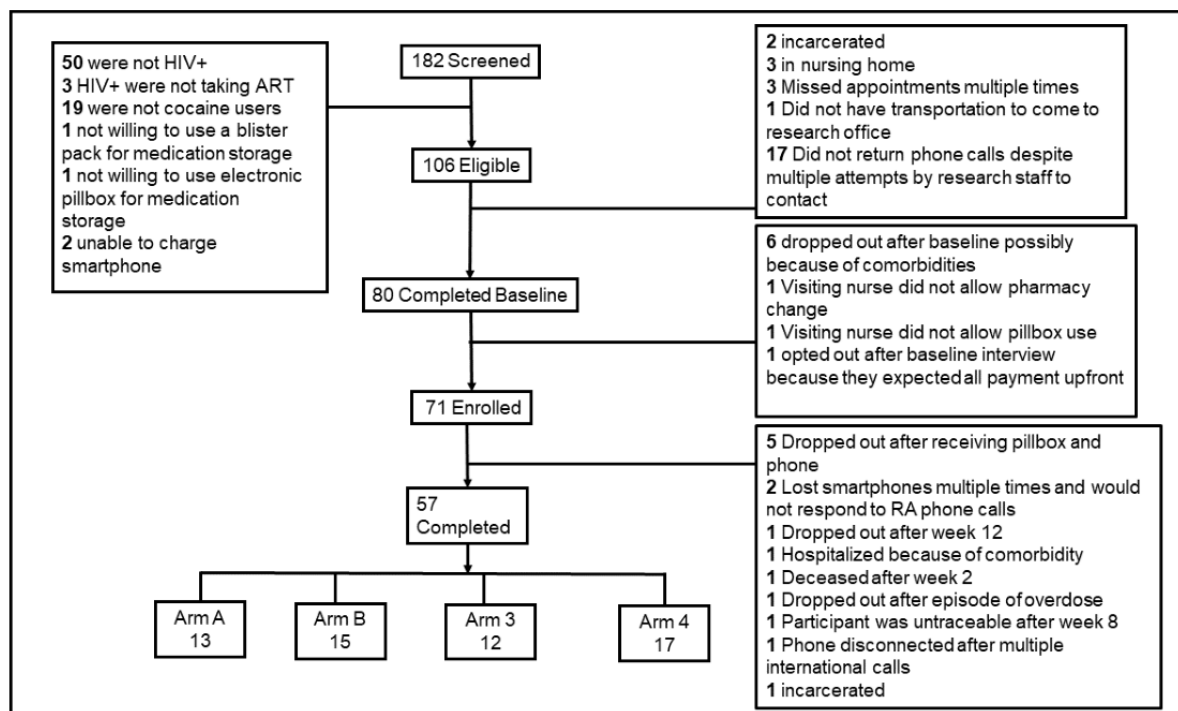 50 were not HIV+
3 HIV+ were not taking ART
19 were not cocaine users
1 not willing to use a blister
pack for medication storage
1 not willing to use electronic
pillbox for medication
storage
2 unable to charge
smartphone
182 Screened
2 incarcerated
3 in nursing home
3 Missed appointments multiple times
1 Did not have transportation to come to
research office
17 Did not return phone calls despite
multiple attempts by research staff to
contact
106 Eligible
80 Completed Baseline
6 dropped out after baseline possibly
because of comorbidities
1 Visiting nurse did not allow pharmacy
change
1 Visiting nurse did not allow pillbox use
1 opted out after baseline interview
because they expected all payment upfront
71 Enrolled
5 Dropped out after receiving pillbox and
phone
2 Lost smartphones multiple times and would
not respond to RA phone calls
1 Dropped out after week 12
1 Hospitalized because of comorbidity
1 Deceased after week 2
1 Dropped out after episode of overdose
1 Participant was untraceable after week 8
1 Phone disconnected after multiple
international calls
1 incarcerated
57
Completed
Arm A
13
Arm B
15
Arm 3
12
Arm 4
17